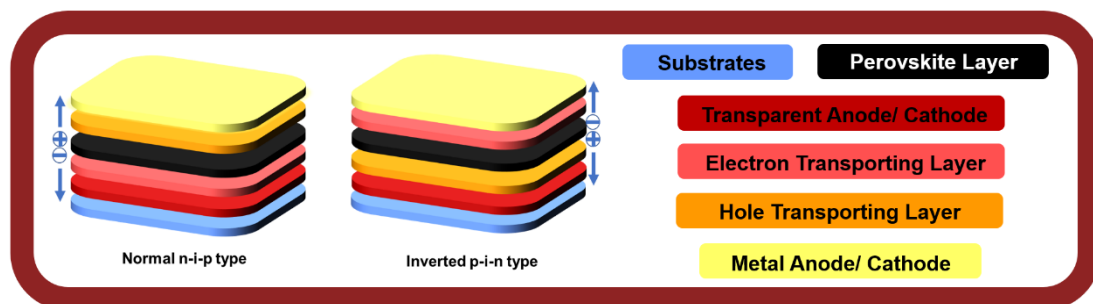 Substrates
Perovskite Layer
Transparent Anode/ Cathode
Electron Transporting Layer
Hole Transporting Layer
Metal Anode/ Cathode
Normal n-i-p type
Inverted p-i-n type